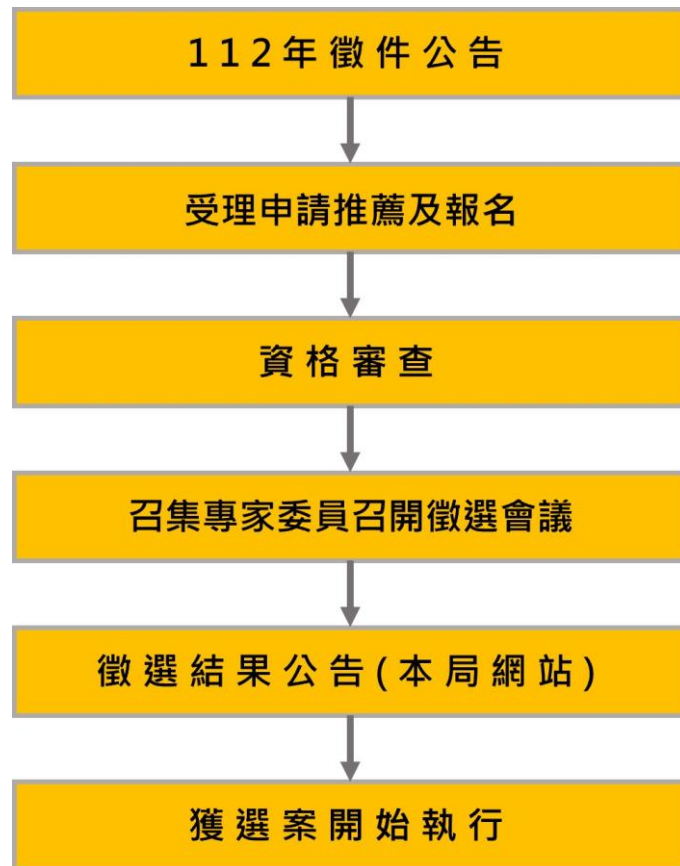 112年徵件公告
受理申請推薦及報名
資格審查
召集專家委員召開徵選會議
徵選結果公告(本局網站)
獲選案開始執行